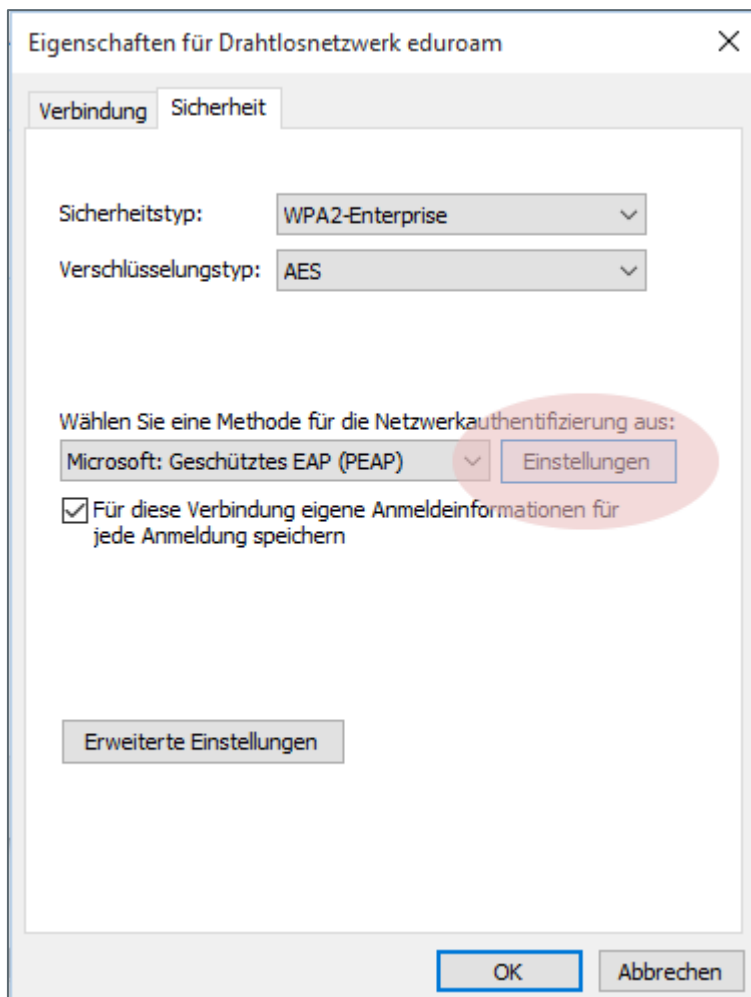 Eigenschaften für Drahtlosnetzwerk eduroam
Verbindung Sicherheit
Sicherheitstyp: WPA2-Enterprise
Verschlüsselungstyp: AES
Wählen Sie eine Methode für die Netzwerkauthentifizierung aus:
Microsoft: Geschütztes EAP (PEAP) Einstellungen
Für diese Verbindung eigene Anmeldeinformationen für
jede Anmeldung speichern
Erweiterte Einstellungen
OK Abbrechen